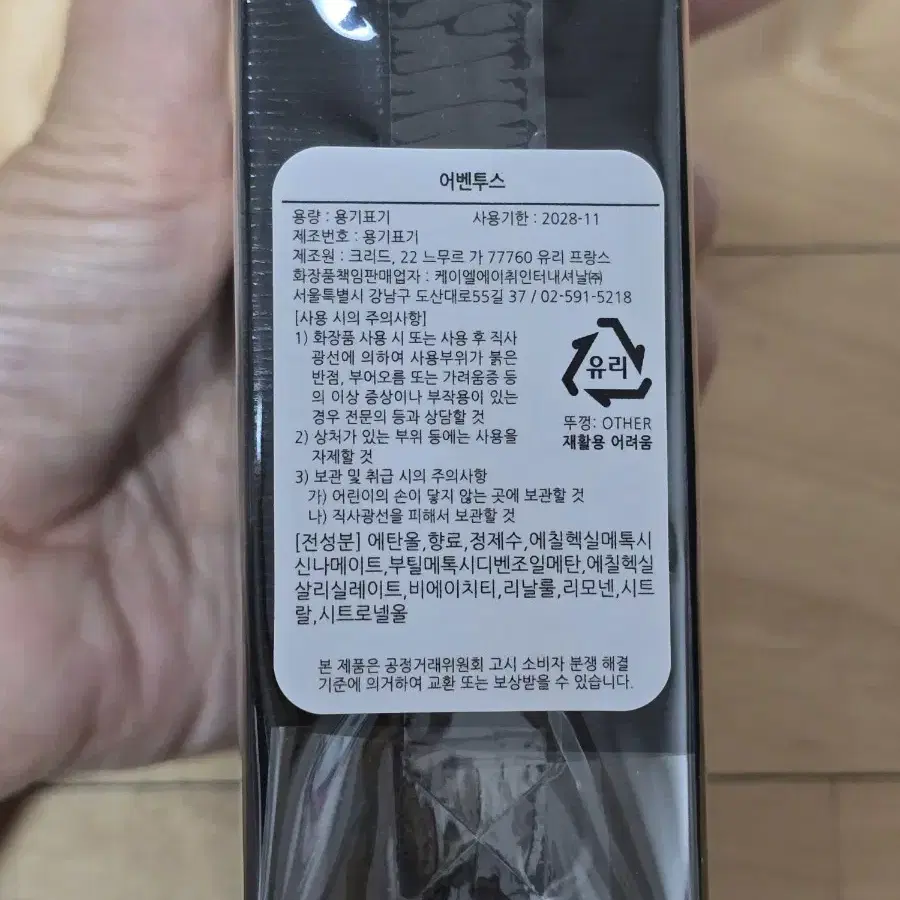 어벤투스
용량 : 용기표기 사용기한 : 2028-11
제조번호 : 용기표기
제조원 : 크리드, 22 느무르 가 77760 유리 프랑스
화장품책임판매업자 : 케이엘에이취인터내셔날㈜
서울특별시 강남구 도산대로55길 37 / 02-591-5218
[사용 시의 주의사항]
1) 화장품 사용 시 또는 사용 후 직사
광선에 의하여 사용부위가 붉은
반점, 부어오름 또는 가려움증 등
의 이상 증상이나 부작용이 있는
경우 전문의 등과 상담할 것
2) 상처가 있는 부위 등에는 사용을
자제할 것
3) 보관 및 취급 시의 주의사항
가) 어린이의 손이 닿지 않는 곳에 보관할 것
나) 직사광선을 피해서 보관할 것
유리
뚜껑: OTHER
재활용 어려움
[전성분] 에탄올,향료,정제수,에칠헥실메톡시
신나메이트,부틸메톡시디벤조일메탄,에칠헥실
살리실레이트,비에이치티,리날룰,리모넨,시트
랄,시트로넬올
본 제품은 공정거래위원회 고시 소비자 분쟁 해결
기준에 의거하여 교환 또는 보상받을 수 있습니다.